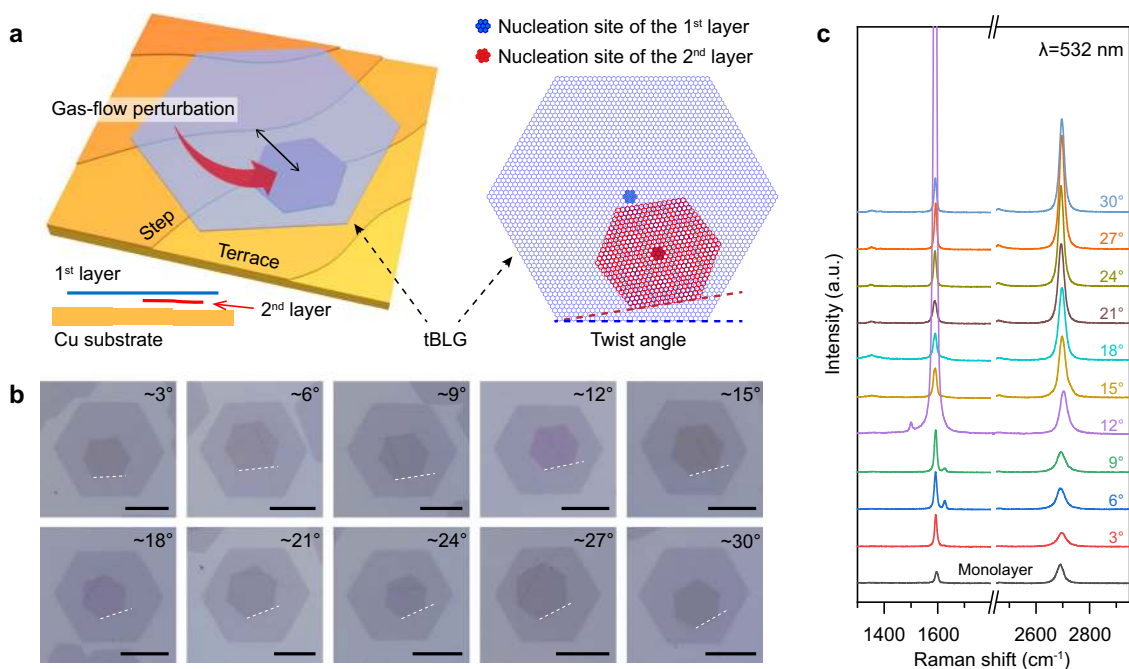 a
Nucleation site of the 1st layer
Nucleation site of the 2nd layer
Gas-flow perturbation
Step
Terrace
1st layer
2nd layer
Cu substrate
tBLG
Twist angle
b
~3°
~6°
~9°
~12°
~15°
~18°
~21°
~24°
~27°
~30°
c
λ=532 nm
Intensity (a.u.)
30°
27°
24°
21°
18°
15°
12°
9°
6°
3°
Monolayer
1400 1600 2600 2800
Raman shift (cm-1)